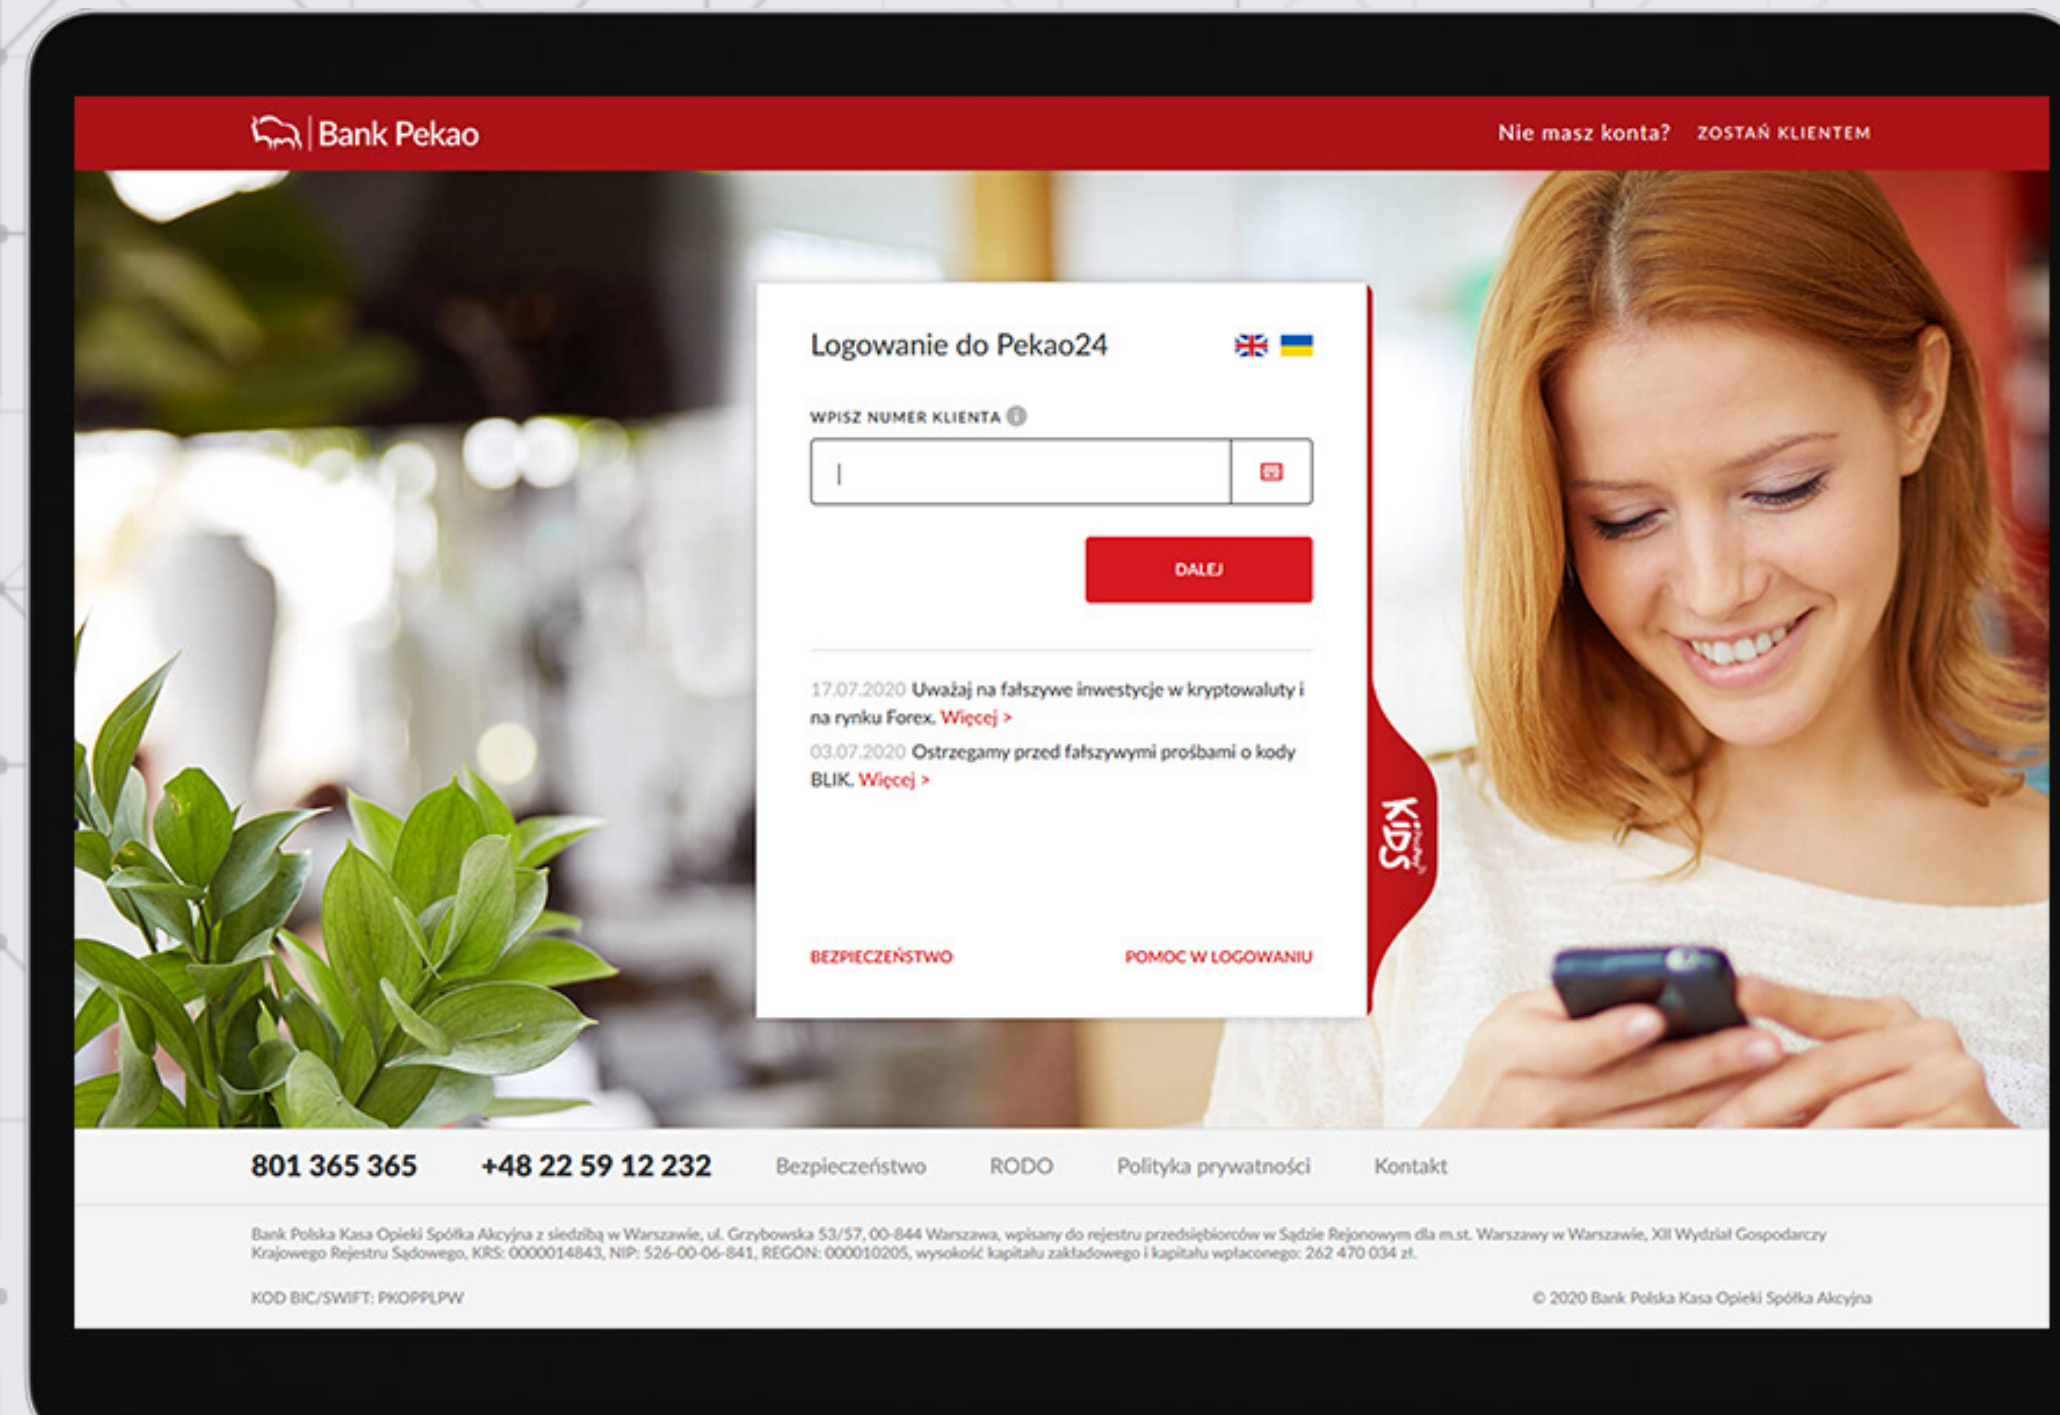 Bank Pekao
Nie masz konta? ZOSTAŃ KLIENTEM
Logowanie do Pekao24
WPISZ NUMER KLIENTA
DALEJ
17.07.2020 Uważaj na fałszywe inwestycje w kryptowaluty i
na rynku Forex. Więcej >
03.07.2020 Ostrzegamy przed fałszywymi prośbami o kody
BLIK. Więcej >
KiDS
BEZPIECZEŃSTWO POMOC W LOGOWANIU
801 365 365 +48 22 59 12 232 Bezpieczeństwo RODO Polityka prywatności Kontakt
Bank Polska Kasa Opieki Spółka Akcyjna z siedzibą w Warszawie, ul. Grzybowska 53/57, 00-844 Warszawa, wpisany do rejestru przedsiębiorców w Sądzie Rejonowym dla m.st. Warszawy w Warszawie, XII Wydział Gospodarczy
Krajowego Rejestru Sądowego, KRS: 0000014843, NIP: 526-00-06-841, REGON: 000010205, wysokość kapitału zakładowego i kapitału wpłaconego: 262 470 034 zł.
KOD BIC/SWIFT: PKOPPLPW © 2020 Bank Polska Kasa Opieki Spółka Akcyjna